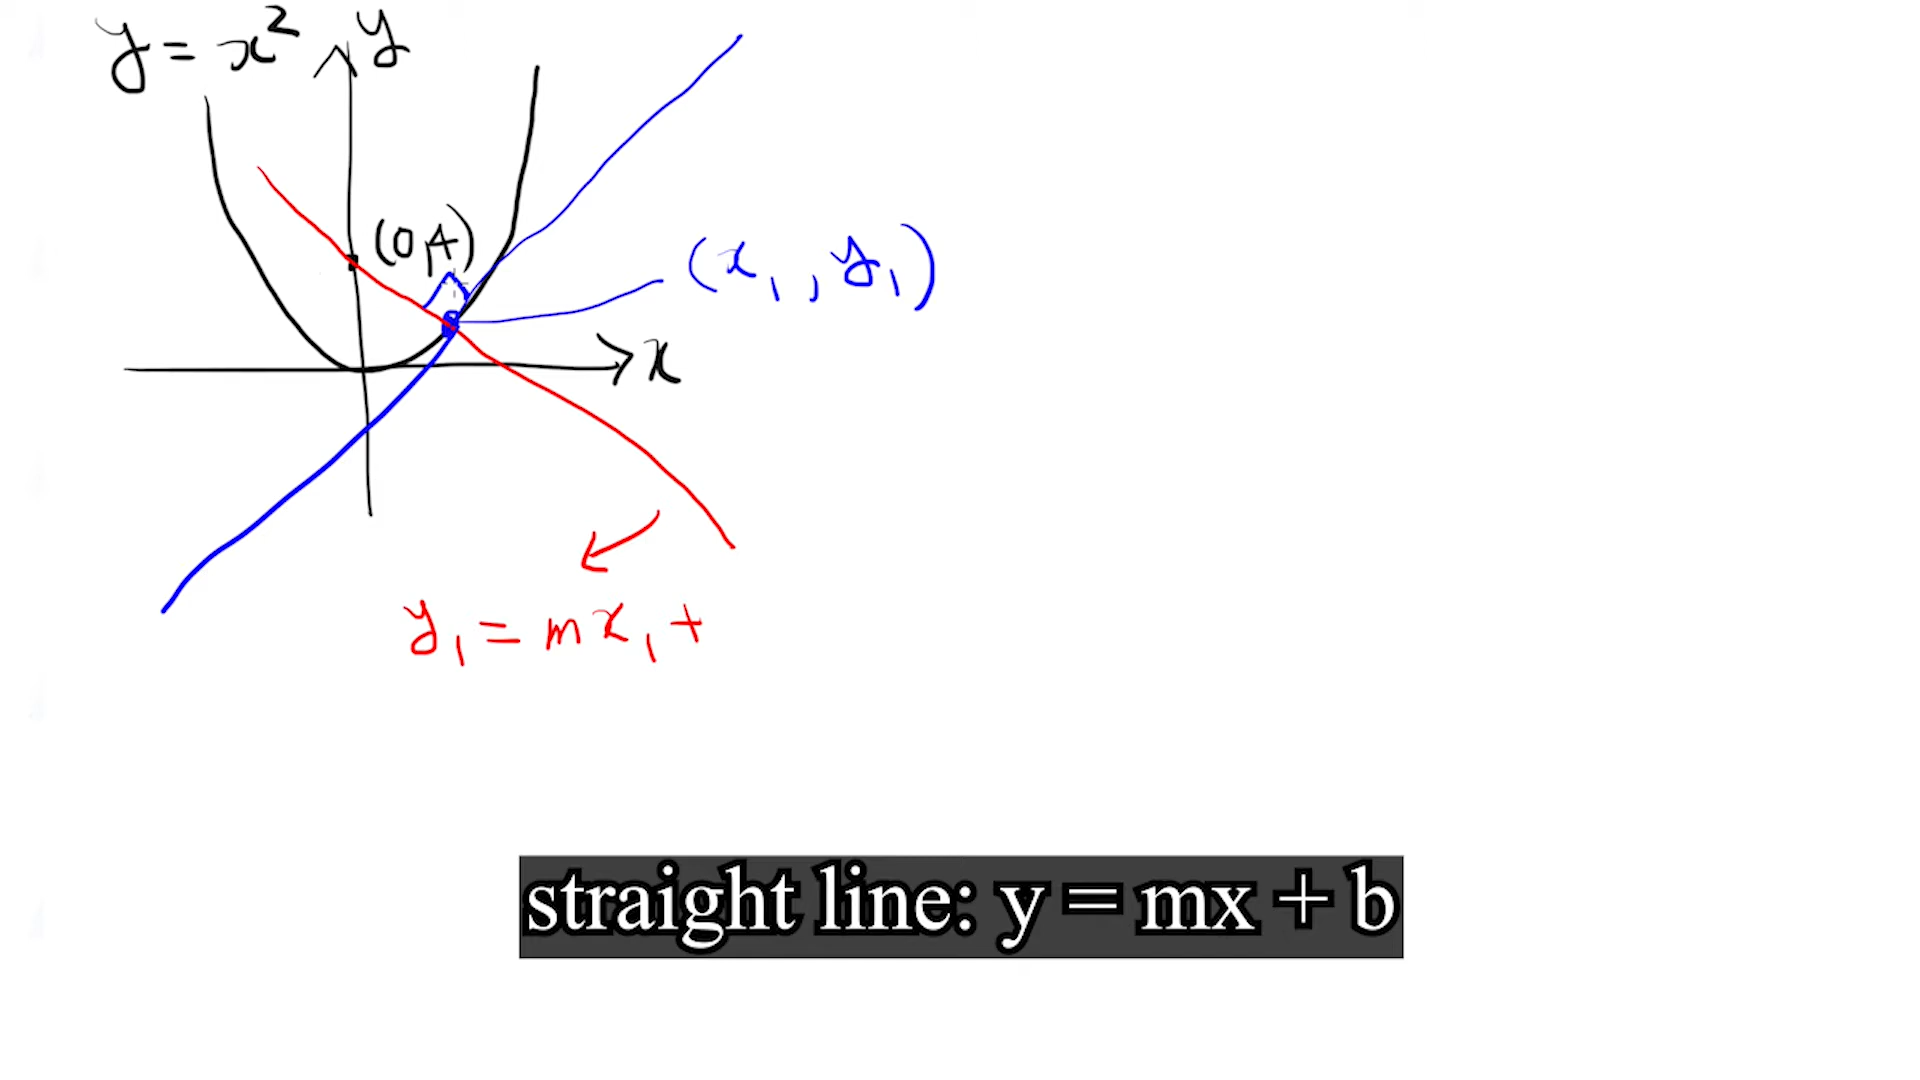 y = x²
y
(0,4)
(x₁, y₁)
x
y₁ = mx₁ +
straight line: y = mx + b